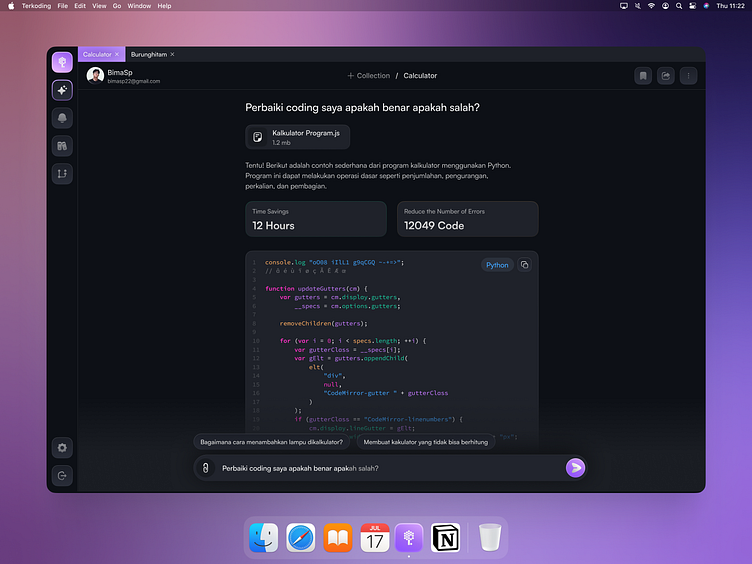 Terkoding File Edit View Go Window Help
Thu 11:22
Calculator × Burunghitam ×
BimaSp
bimasp22@gmail.com
+ Collection / Calculator
Perbaiki coding saya apakah benar apakah salah?
Kalkulator Program.js
1.2 mb
Tentu! Berikut adalah contoh sederhana dari program kalkulator menggunakan Python.
Program ini dapat melakukan operasi dasar seperti penjumlahan, pengurangan,
perkalian, dan pembagian.
Time Savings
12 Hours
Reduce the Number of Errors
12049 Code
Python
1 console.log "oO08 iIlL1 g9qCGQ ~-+=>";
2 //
3
4 function updateGutters(cm) {
5 var gutters = cm.display.gutters,
6 __specs = cm.options.gutters;
7
8 removeChildren(gutters);
9
10 for (var i = 0; i < specs.length; ++i) {
11 var gutterClass = __specs[i];
12 var gElt = gutters.appendChild(
13 elt(
14 "div",
15 null,
16 "CodeMirror-gutter " + gutterClass
17 )
18 );
19 if (gutterClass == "CodeMirror-linenumbers") {
cm.display.lineGutter = gElt;
Bagaimana cara menambahkan lampu dikalkulator?
Membuat kakulator yang tidak bisa berhitung
Perbaiki coding saya apakah benar apakah salah?
JUL
17
N